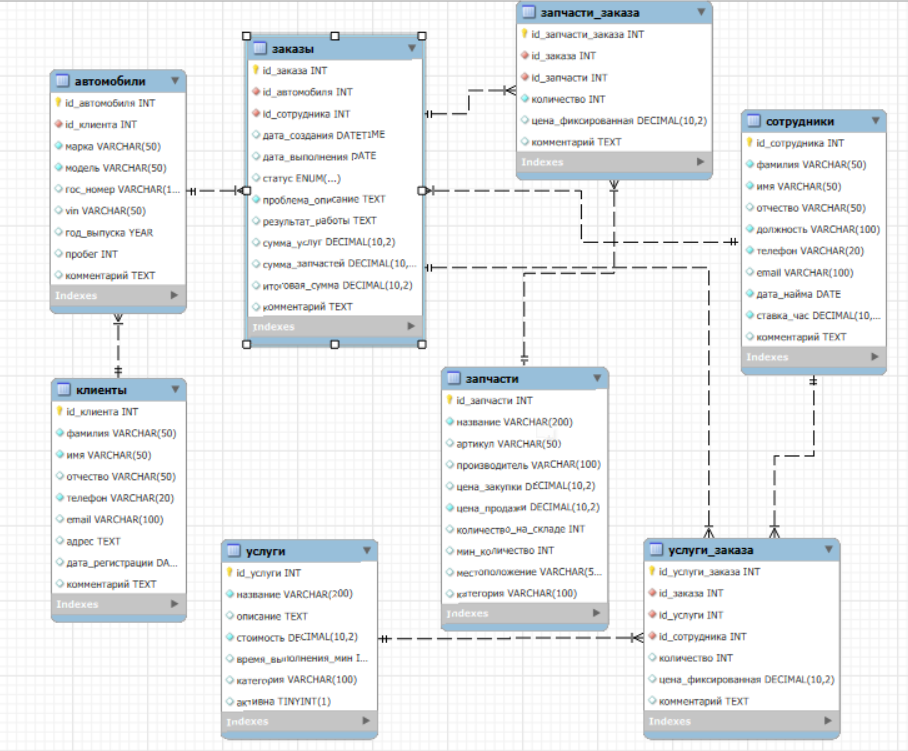 запчасти_заказа
id_запчасти_заказа INT
id_заказа INT
id_запчасти INT
количество INT
цена_фиксированная DECIMAL(10,2)
комментарий TEXT
Indexes
заказы
id_заказа INT
id_автомобиля INT
id_сотрудника INT
дата_создания DATETIME
дата_выполнения DATE
статус ENUM(...)
проблема_описание TEXT
результат_работы TEXT
сумма_услуг DECIMAL(10,2)
сумма_запчастей DECIMAL(10,...
итоговая_сумма DECIMAL(10,2)
комментарий TEXT
Indexes
автомобили
id_автомобиля INT
id_клиента INT
марка VARCHAR(50)
модель VARCHAR(50)
гос_номер VARCHAR(1...
vin VARCHAR(50)
год_выпуска YEAR
пробег INT
комментарий TEXT
Indexes
сотрудники
id_сотрудника INT
фамилия VARCHAR(50)
имя VARCHAR(50)
отчество VARCHAR(50)
должность VARCHAR(100)
телефон VARCHAR(20)
email VARCHAR(100)
дата_найма DATE
ставка_час DECIMAL(10,...
комментарий TEXT
Indexes
клиенты
id_клиента INT
фамилия VARCHAR(50)
имя VARCHAR(50)
отчество VARCHAR(50)
телефон VARCHAR(20)
email VARCHAR(100)
адрес TEXT
дата_регистрации DA...
комментарий TEXT
Indexes
запчасти
id_запчасти INT
название VARCHAR(200)
артикул VARCHAR(50)
производитель VARCHAR(100)
цена_закупки DECIMAL(10,2)
цена_продажи DECIMAL(10,2)
количество_на_складе INT
мин_количество INT
местоположение VARCHAR(5...
категория VARCHAR(100)
Indexes
услуги
id_услуги INT
название VARCHAR(200)
описание TEXT
стоимость DECIMAL(10,2)
время_выполнения_мин I...
категория VARCHAR(100)
активна TINYINT(1)
Indexes
услуги_заказа
id_услуги_заказа INT
id_заказа INT
id_услуги INT
id_сотрудника INT
количество INT
цена_фиксированная DECIMAL(10,2)
комментарий TEXT
Indexes